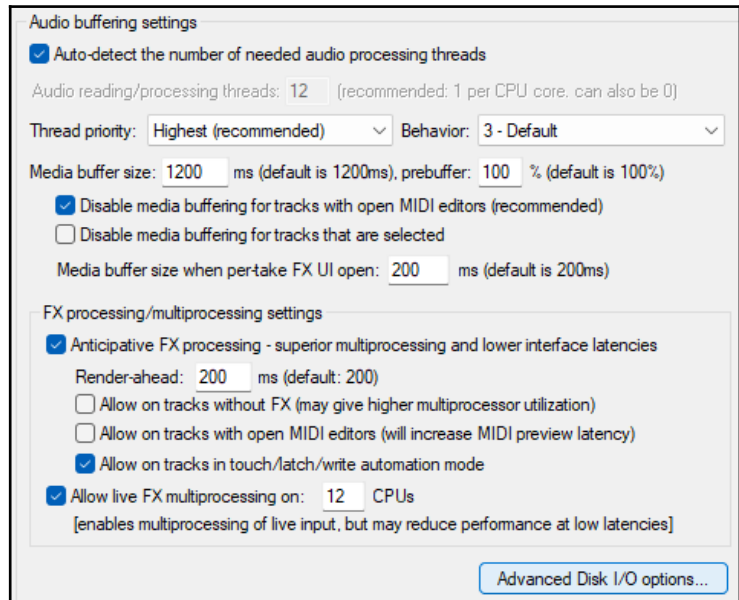 Audio buffering settings
Auto-detect the number of needed audio processing threads
Audio reading/processing threads: 12 (recommended: 1 per CPU core. can also be 0)
Thread priority: Highest (recommended) Behavior: 3 - Default
Media buffer size: 1200 ms (default is 1200ms), prebuffer: 100 % (default is 100%)
Disable media buffering for tracks with open MIDI editors (recommended)
Disable media buffering for tracks that are selected
Media buffer size when per-take FX UI open: 200 ms (default is 200ms)
FX processing/multiprocessing settings
Anticipative FX processing - superior multiprocessing and lower interface latencies
Render-ahead: 200 ms (default: 200)
Allow on tracks without FX (may give higher multiprocessor utilization)
Allow on tracks with open MIDI editors (will increase MIDI preview latency)
Allow on tracks in touch/latch/write automation mode
Allow live FX multiprocessing on: 12 CPUs
[enables multiprocessing of live input, but may reduce performance at low latencies]
Advanced Disk I/O options...